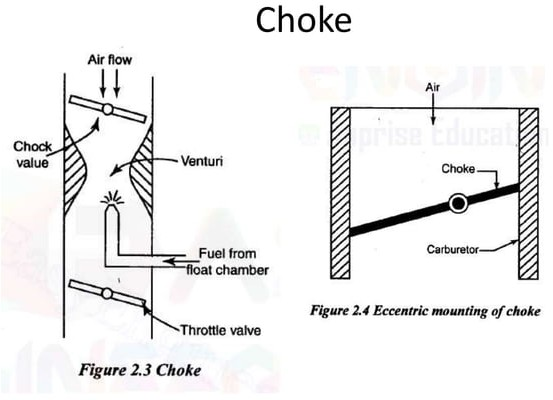 Choke
Air flow
Chock
value
Venturi
Fuel from
float chamber
Throttle valve
Figure 2.3 Choke
Air
Choke
Carburetor
Figure 2.4 Eccentric mounting of choke